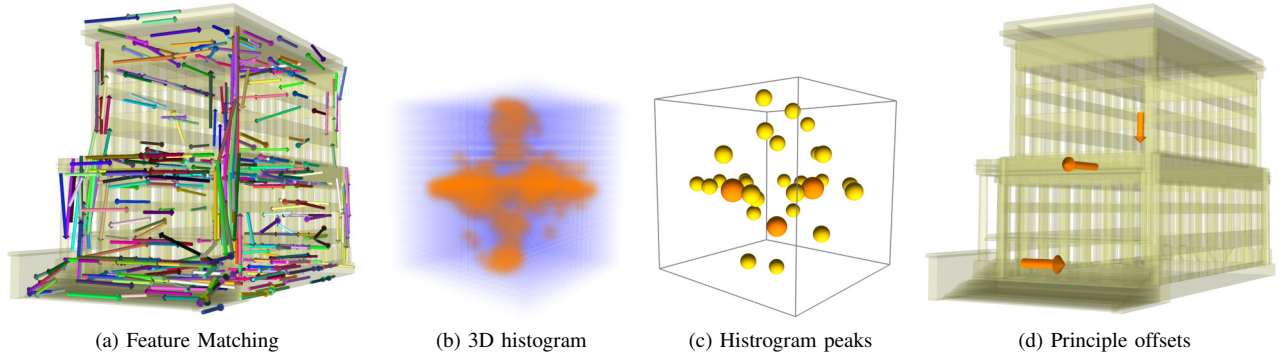 (a) Feature Matching
(b) 3D histogram
(c) Histrogram peaks
(d) Principle offsets